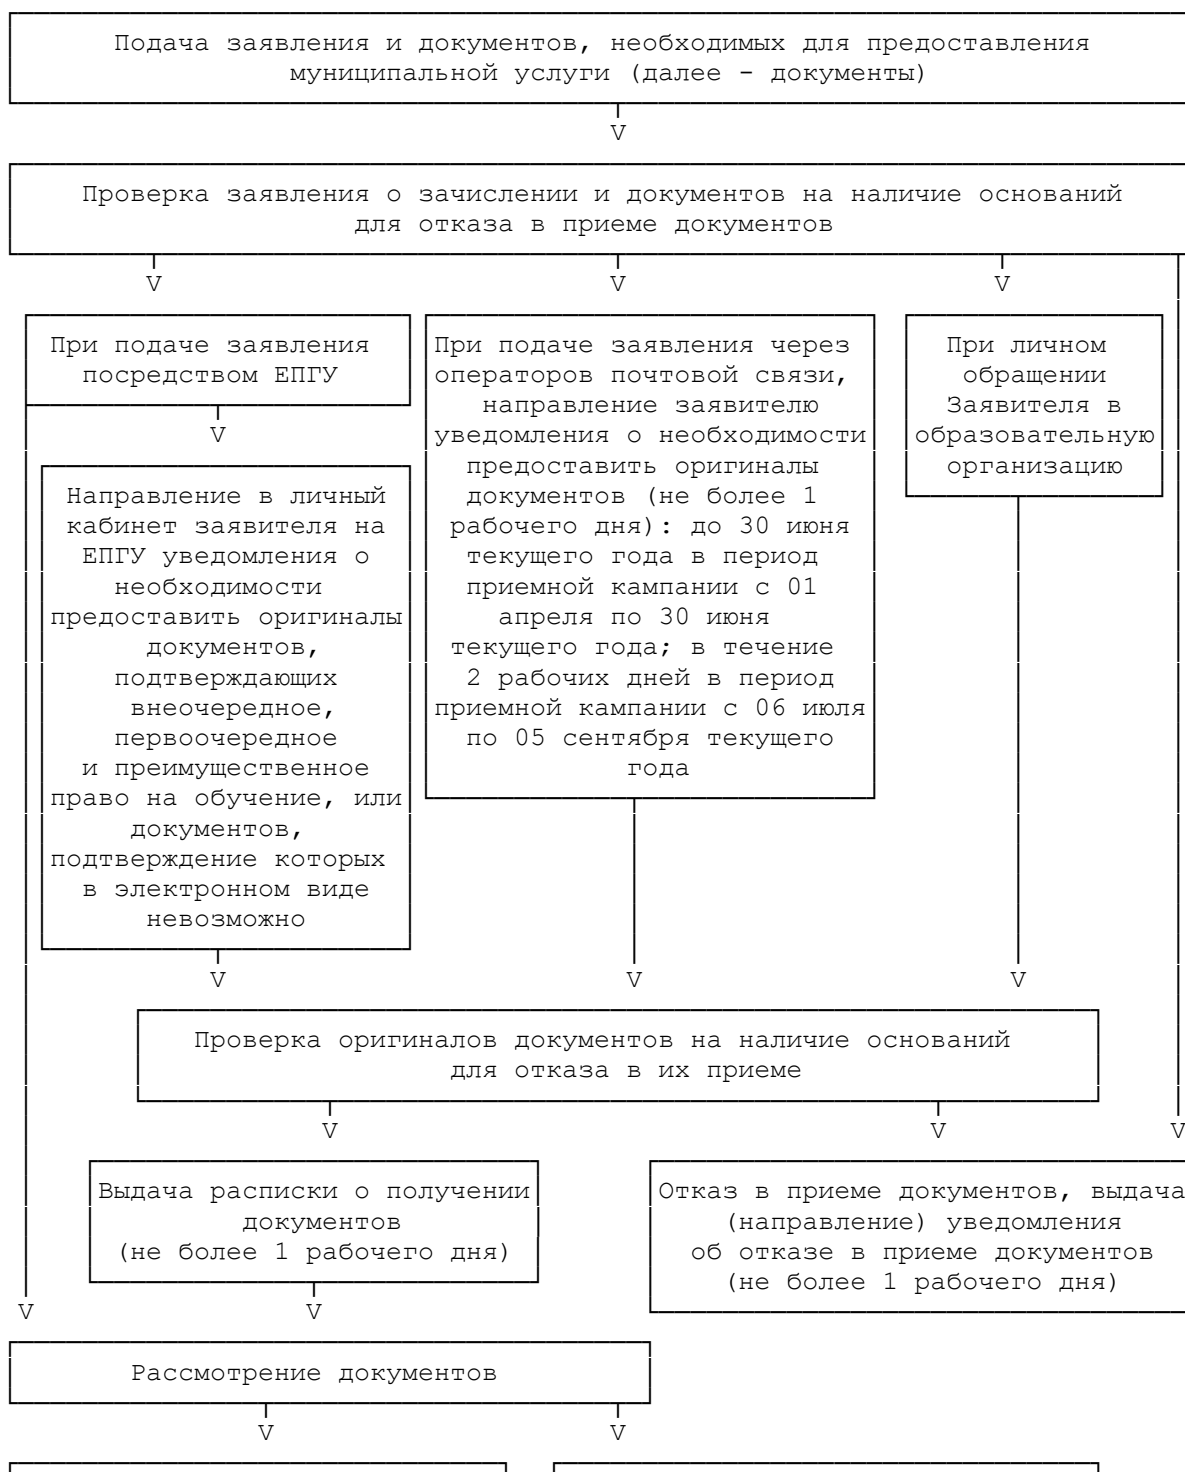 Подача заявления и документов, необходимых для предоставления
муниципальной услуги (далее - документы)
V
Проверка заявления о зачислении и документов на наличие оснований
для отказа в приеме документов
V V V
При подаче заявления
посредством ЕПГУ
V
Направление в личный
кабинет заявителя на
ЕПГУ уведомления о
необходимости
предоставить оригиналы
документов,
подтверждающих
внеочередное,
первоочередное
и преимущественное
право на обучение, или
документов,
подтверждение которых
в электронном виде
невозможно
При подаче заявления через
операторов почтовой связи,
направление заявителю
уведомления о необходимости
предоставить оригиналы
документов (не более 1
рабочего дня): до 30 июня
текущего года в период
приемной кампании с 01
апреля по 30 июня
текущего года; в течение
2 рабочих дней в период
приемной кампании с 06 июля
по 05 сентября текущего
года
При личном
обращении
Заявителя в
образовательную
организацию
V V V
Проверка оригиналов документов на наличие оснований
для отказа в их приеме
V V V
Выдача расписки о получении
документов
(не более 1 рабочего дня)
Отказ в приеме документов, выдача
(направление) уведомления
об отказе в приеме документов
(не более 1 рабочего дня)
V V
Рассмотрение документов
V V